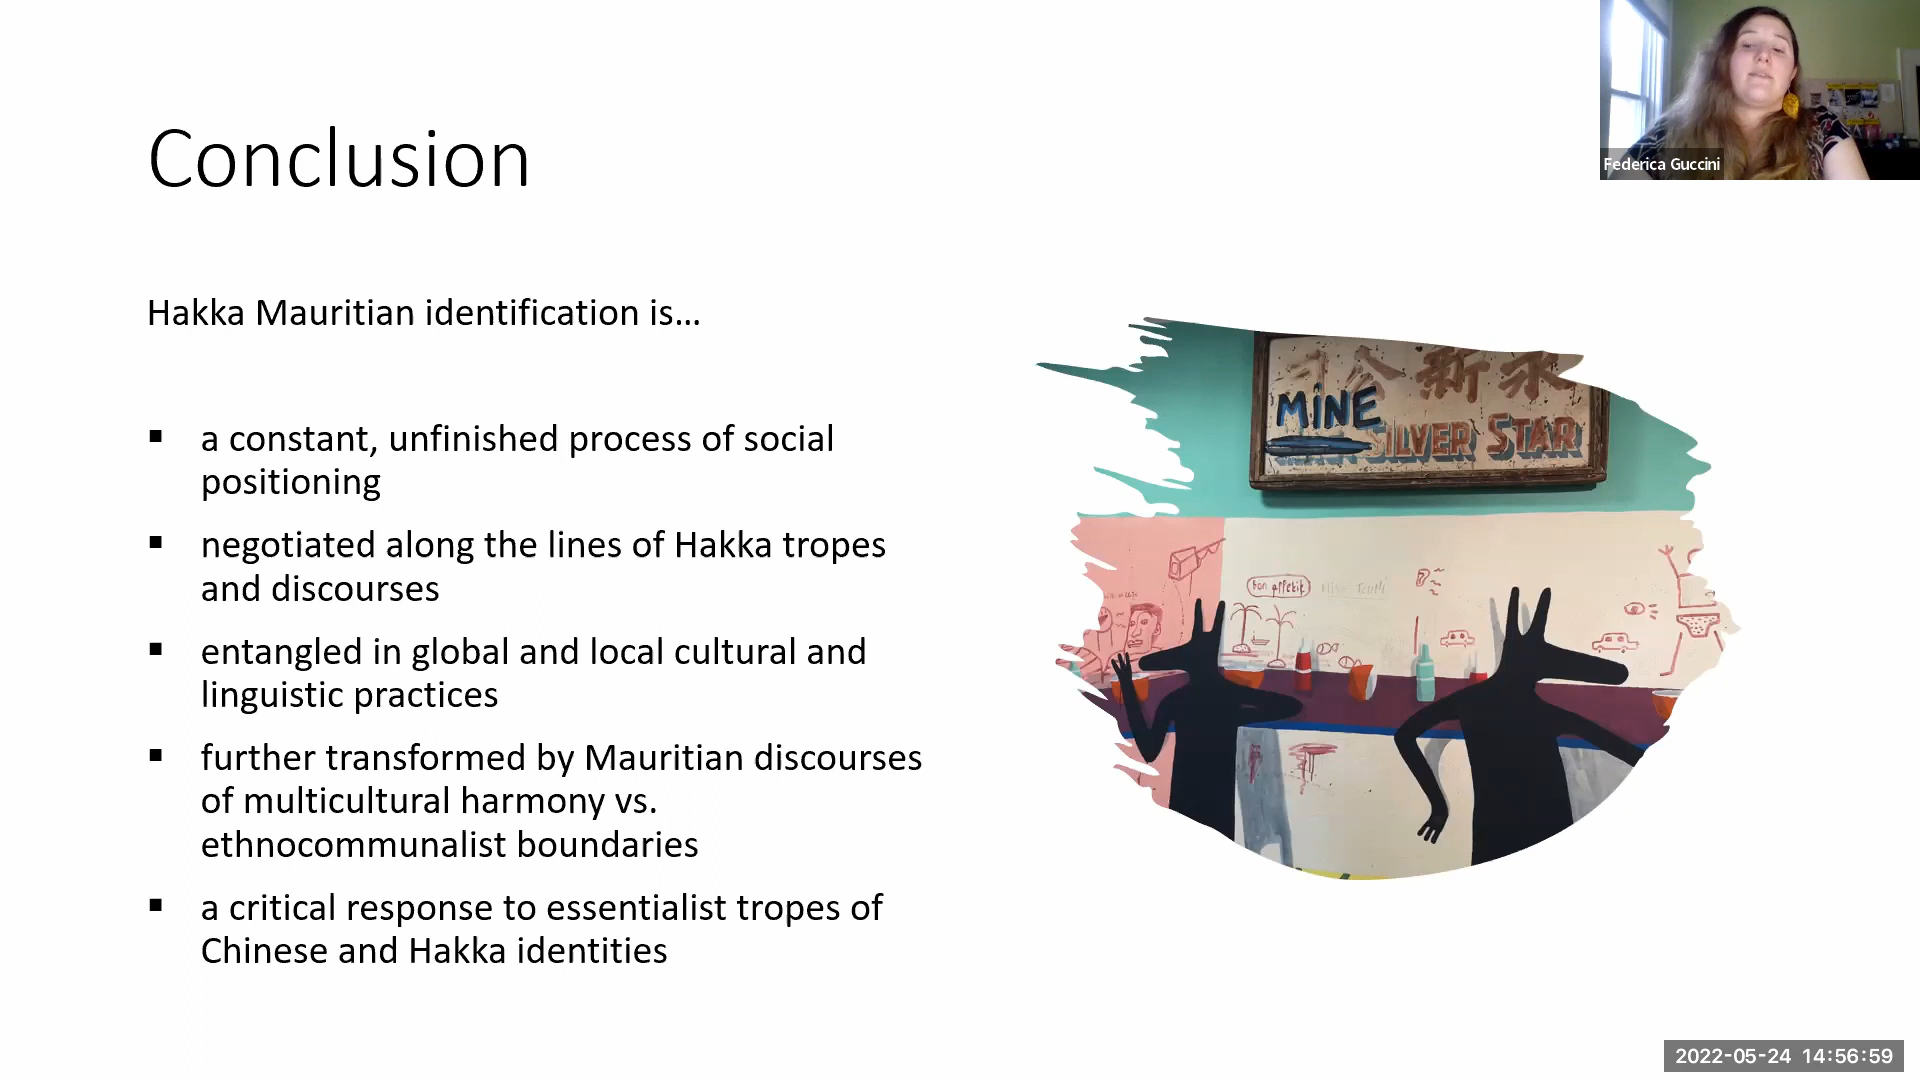 Conclusion
Federica Guccini
Hakka Mauritian identification is…
▪ a constant, unfinished process of social
positioning
▪ negotiated along the lines of Hakka tropes
and discourses
▪ entangled in global and local cultural and
linguistic practices
▪ further transformed by Mauritian discourses
of multicultural harmony vs.
ethnocommunalist boundaries
▪ a critical response to essentialist tropes of
Chinese and Hakka identities
公新永
MINE
SILVER STAR
bon appetit
2022-05-24 14:56:59